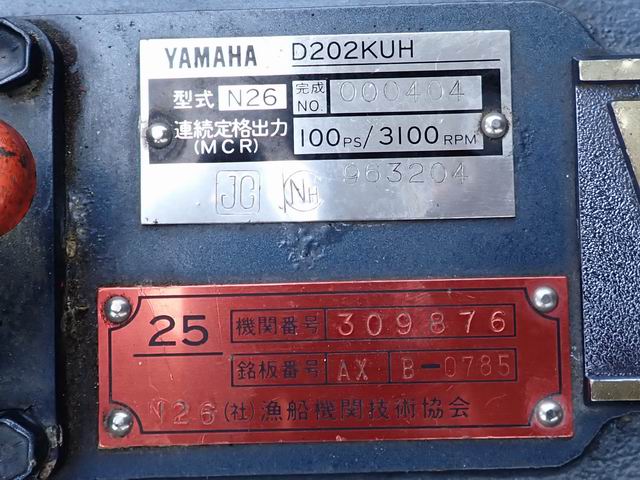 YAMAHA D202KUH
型式 N26 完成NO. 000404
連続定格出力(MCR) 100PS/3100RPM
JG NH 963204
25 機関番号 309876
銘板番号 AX B-0785
N26 (社)漁船機関技術協会